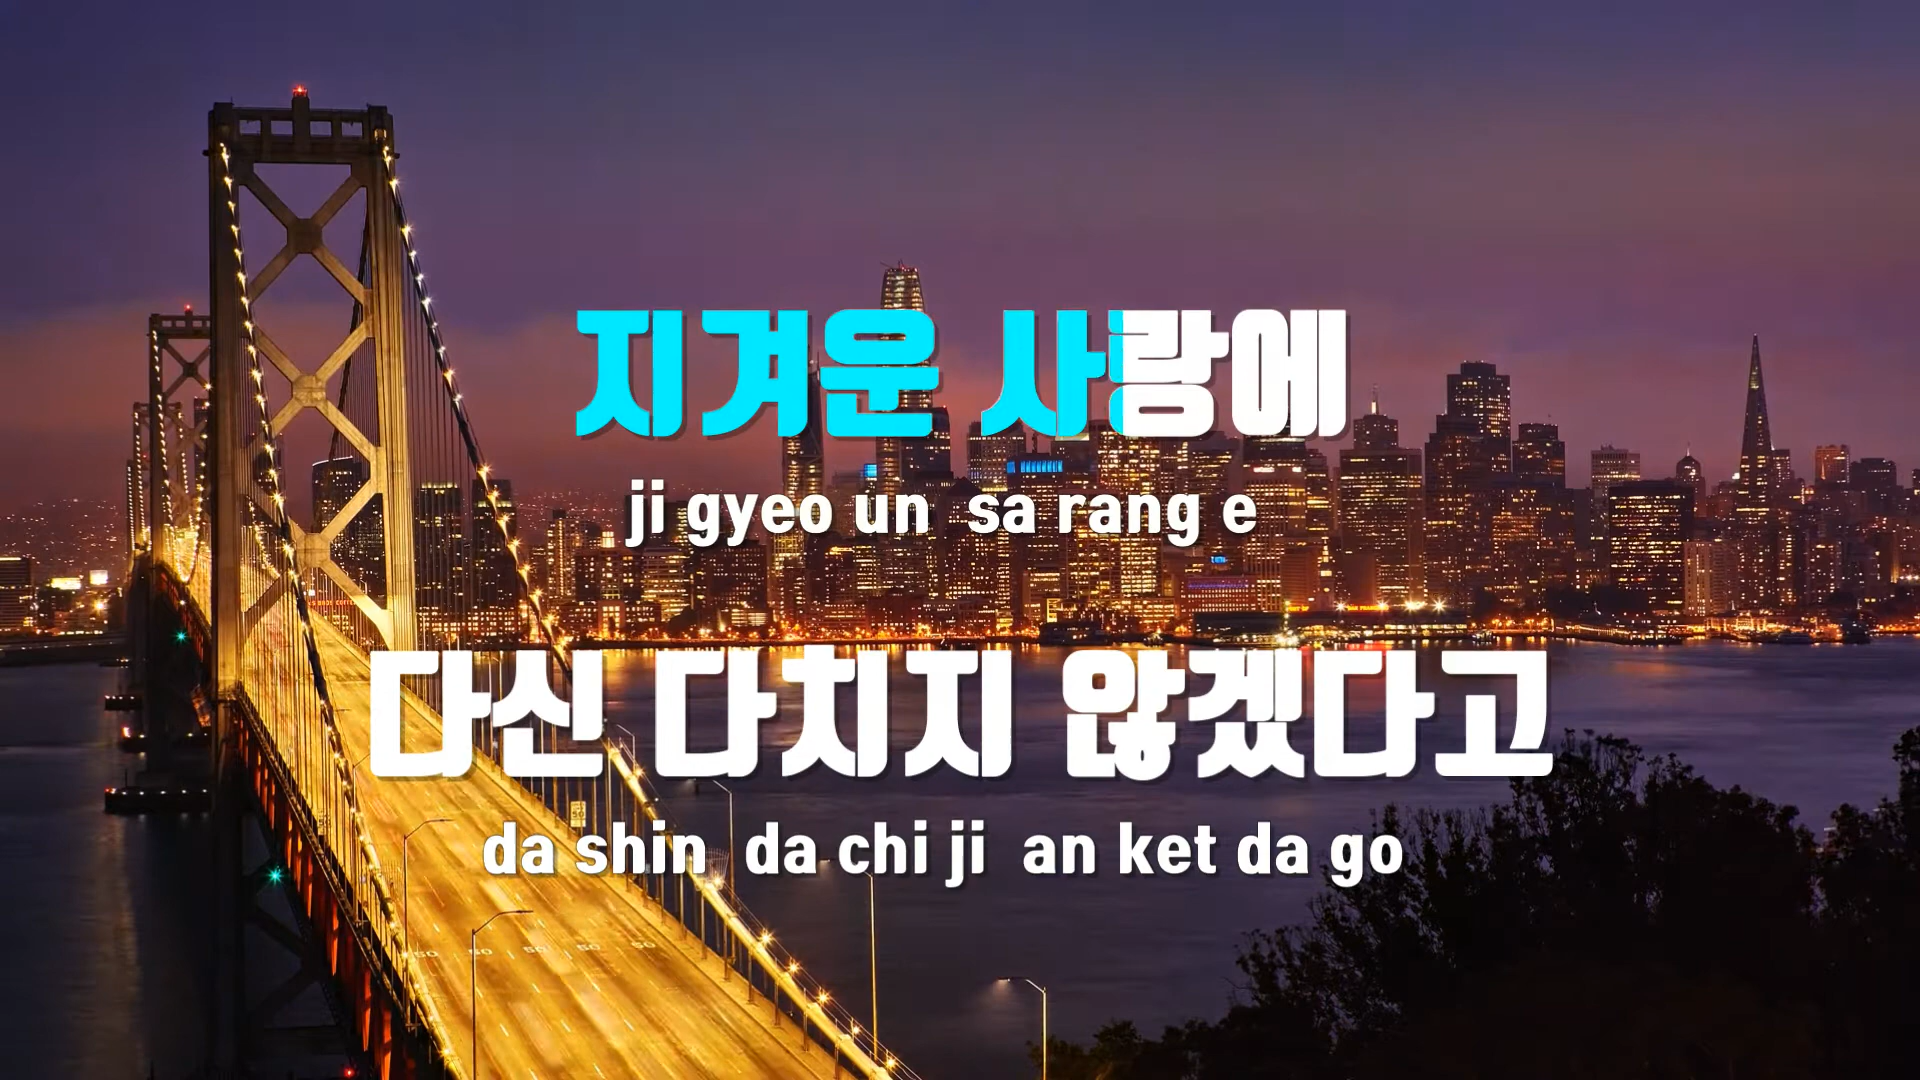 지겨운 사랑에
ji gyeo un sa rang e
다신 다치지 않겠다고
da shin da chi ji an ket da go